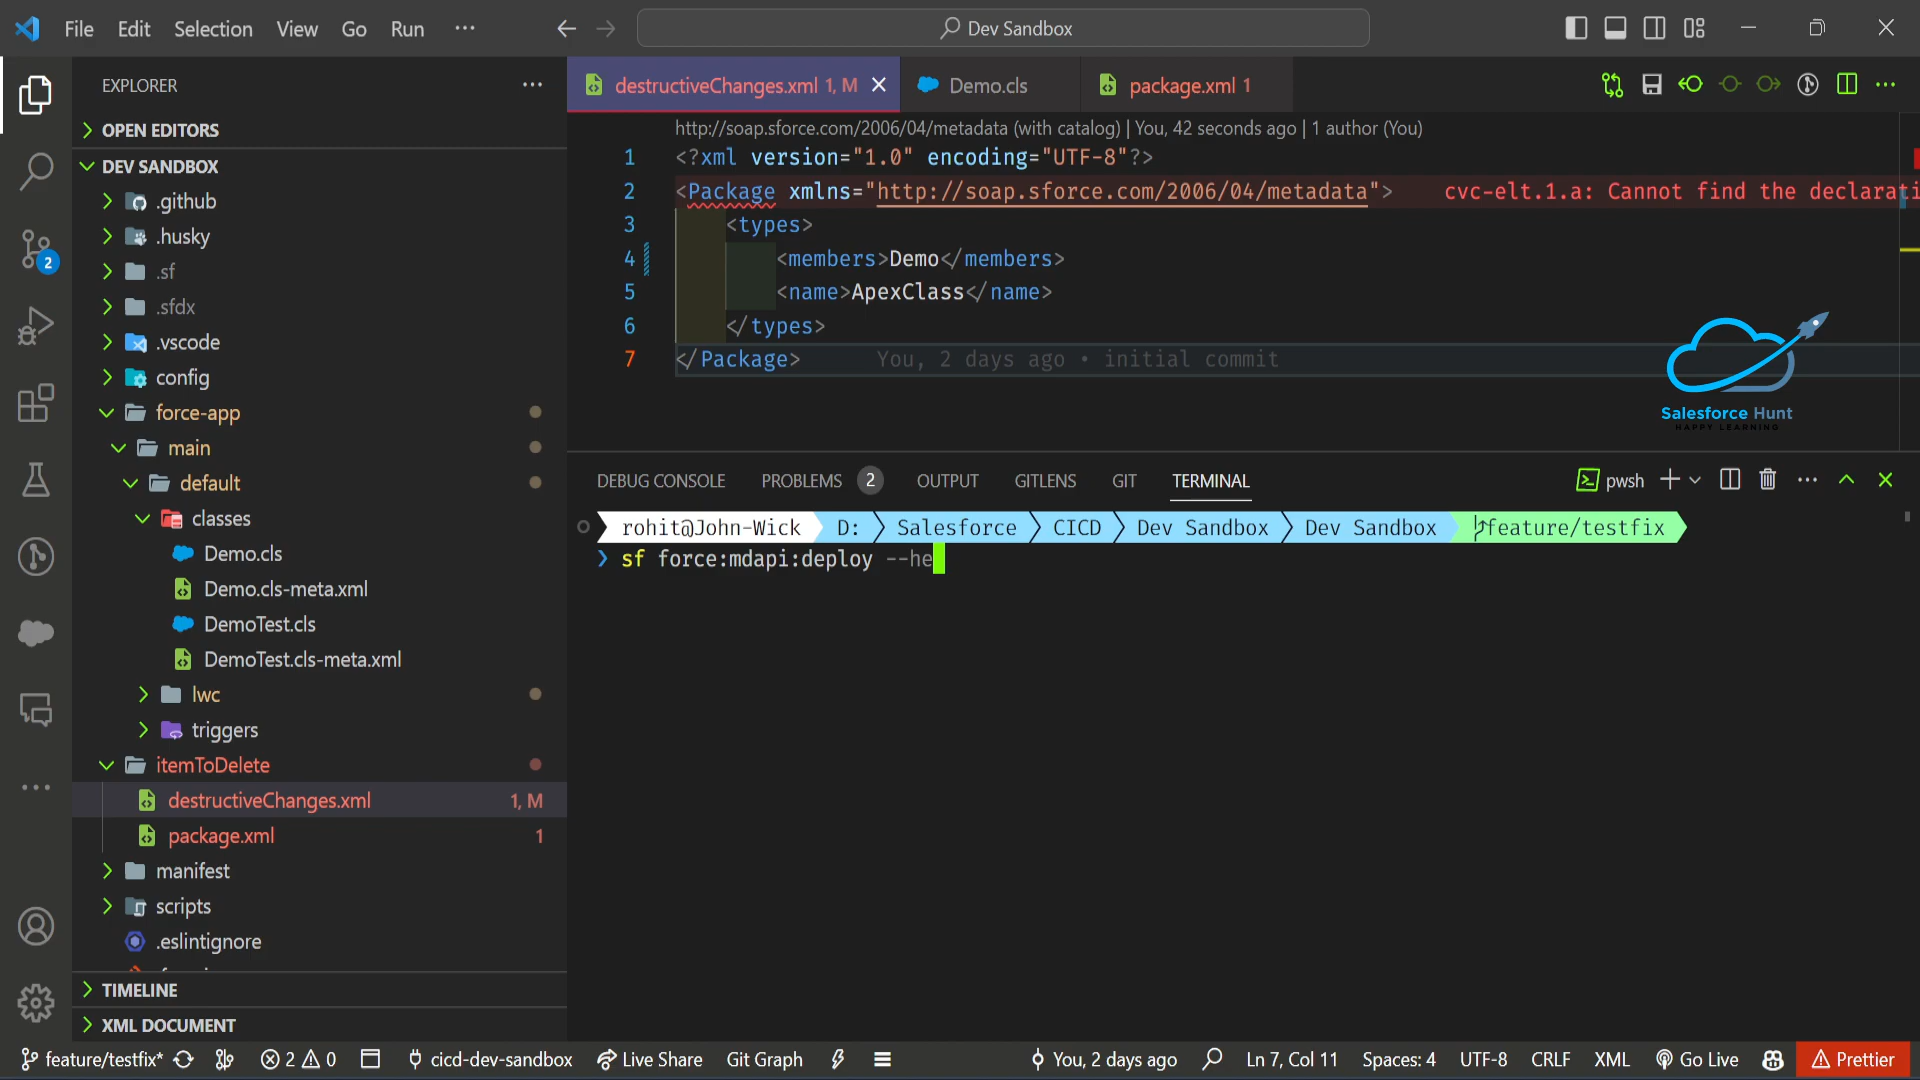 File Edit Selection View Go Run ··· Dev Sandbox
EXPLORER
OPEN EDITORS
DEV SANDBOX
.github
.husky
.sf
.sfdx
.vscode
config
force-app
main
default
classes
Demo.cls
Demo.cls-meta.xml
DemoTest.cls
DemoTest.cls-meta.xml
lwc
triggers
itemToDelete
destructiveChanges.xml 1, M
package.xml 1
manifest
scripts
.eslintignore
TIMELINE
XML DOCUMENT
2
destructiveChanges.xml 1, M Demo.cls package.xml 1
http://soap.sforce.com/2006/04/metadata (with catalog) | You, 42 seconds ago | 1 author (You)
1 <?xml version="1.0" encoding="UTF-8"?>
2 <Package xmlns="http://soap.sforce.com/2006/04/metadata"> cvc-elt.1.a: Cannot find the declarati
3 <types>
4 <members>Demo</members>
5 <name>ApexClass</name>
6 </types>
7 </Package> You, 2 days ago • initial commit
Salesforce Hunt
HAPPY LEARNING
DEBUG CONSOLE PROBLEMS 2 OUTPUT GITLENS GIT TERMINAL pwsh
rohit@John-Wick D: Salesforce CICD Dev Sandbox Dev Sandbox feature/testfix
❯ sf force:mdapi:deploy --he
feature/testfix* 2 0 cicd-dev-sandbox Live Share Git Graph You, 2 days ago Ln 7, Col 11 Spaces: 4 UTF-8 CRLF XML Go Live Prettier